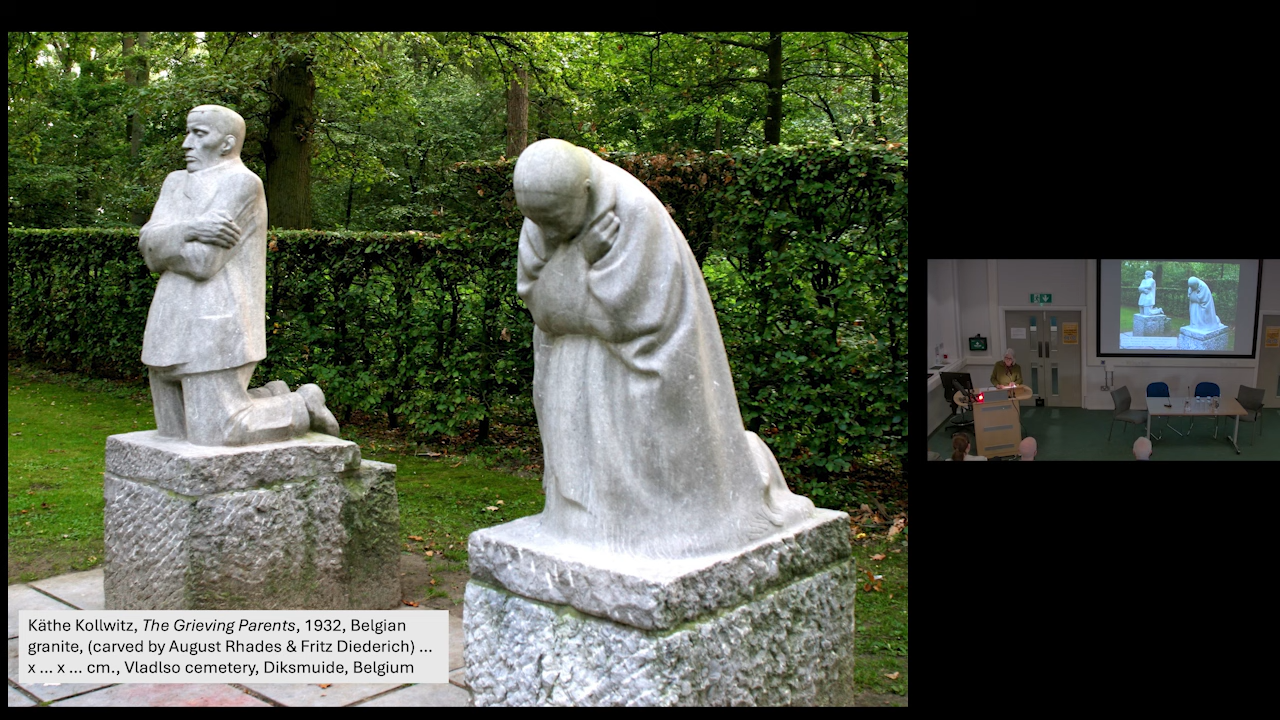 Käthe Kollwitz, The Grieving Parents, 1932, Belgian
granite, (carved by August Rhades & Fritz Diederich) ...
x ... x ... cm., Vladlso cemetery, Diksmuide, Belgium